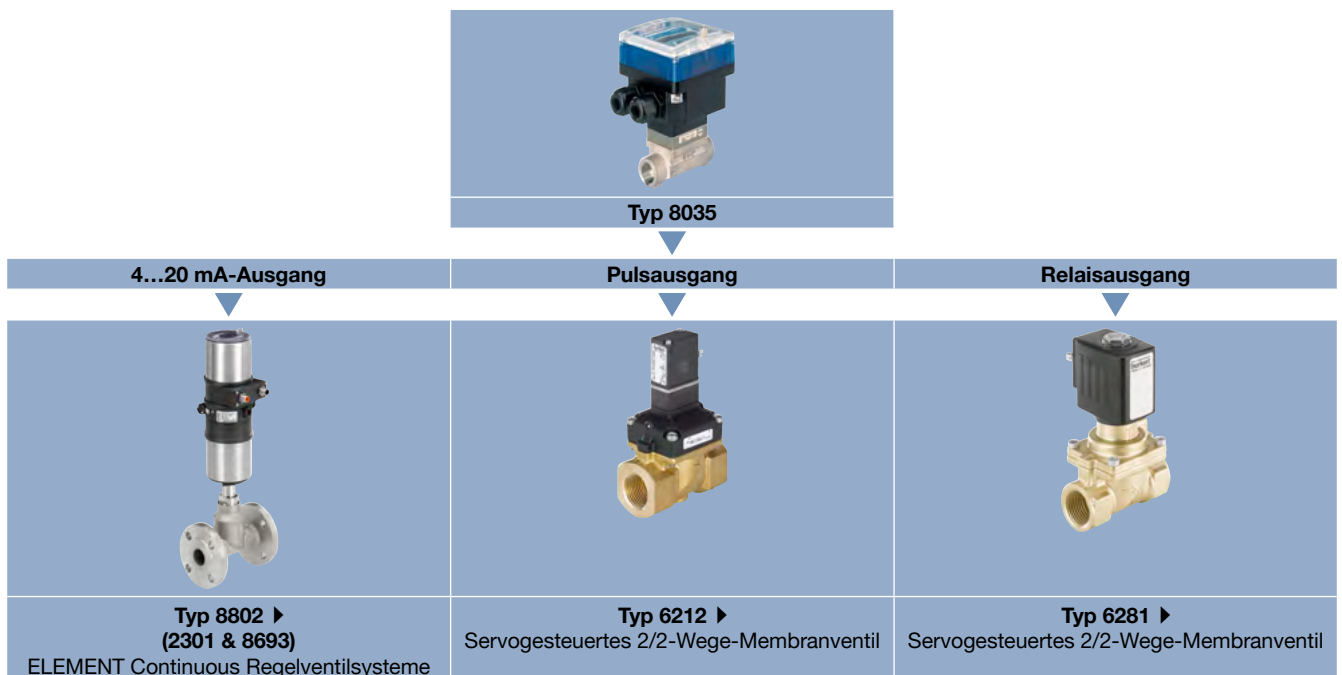 Typ 8035
4…20 mA-Ausgang
Pulsausgang
Relaisausgang
Typ 8802
(2301 & 8693)
ELEMENT Continuous Regelventilsysteme
Typ 6212
Servogesteuertes 2/2-Wege-Membranventil
Typ 6281
Servogesteuertes 2/2-Wege-Membranventil